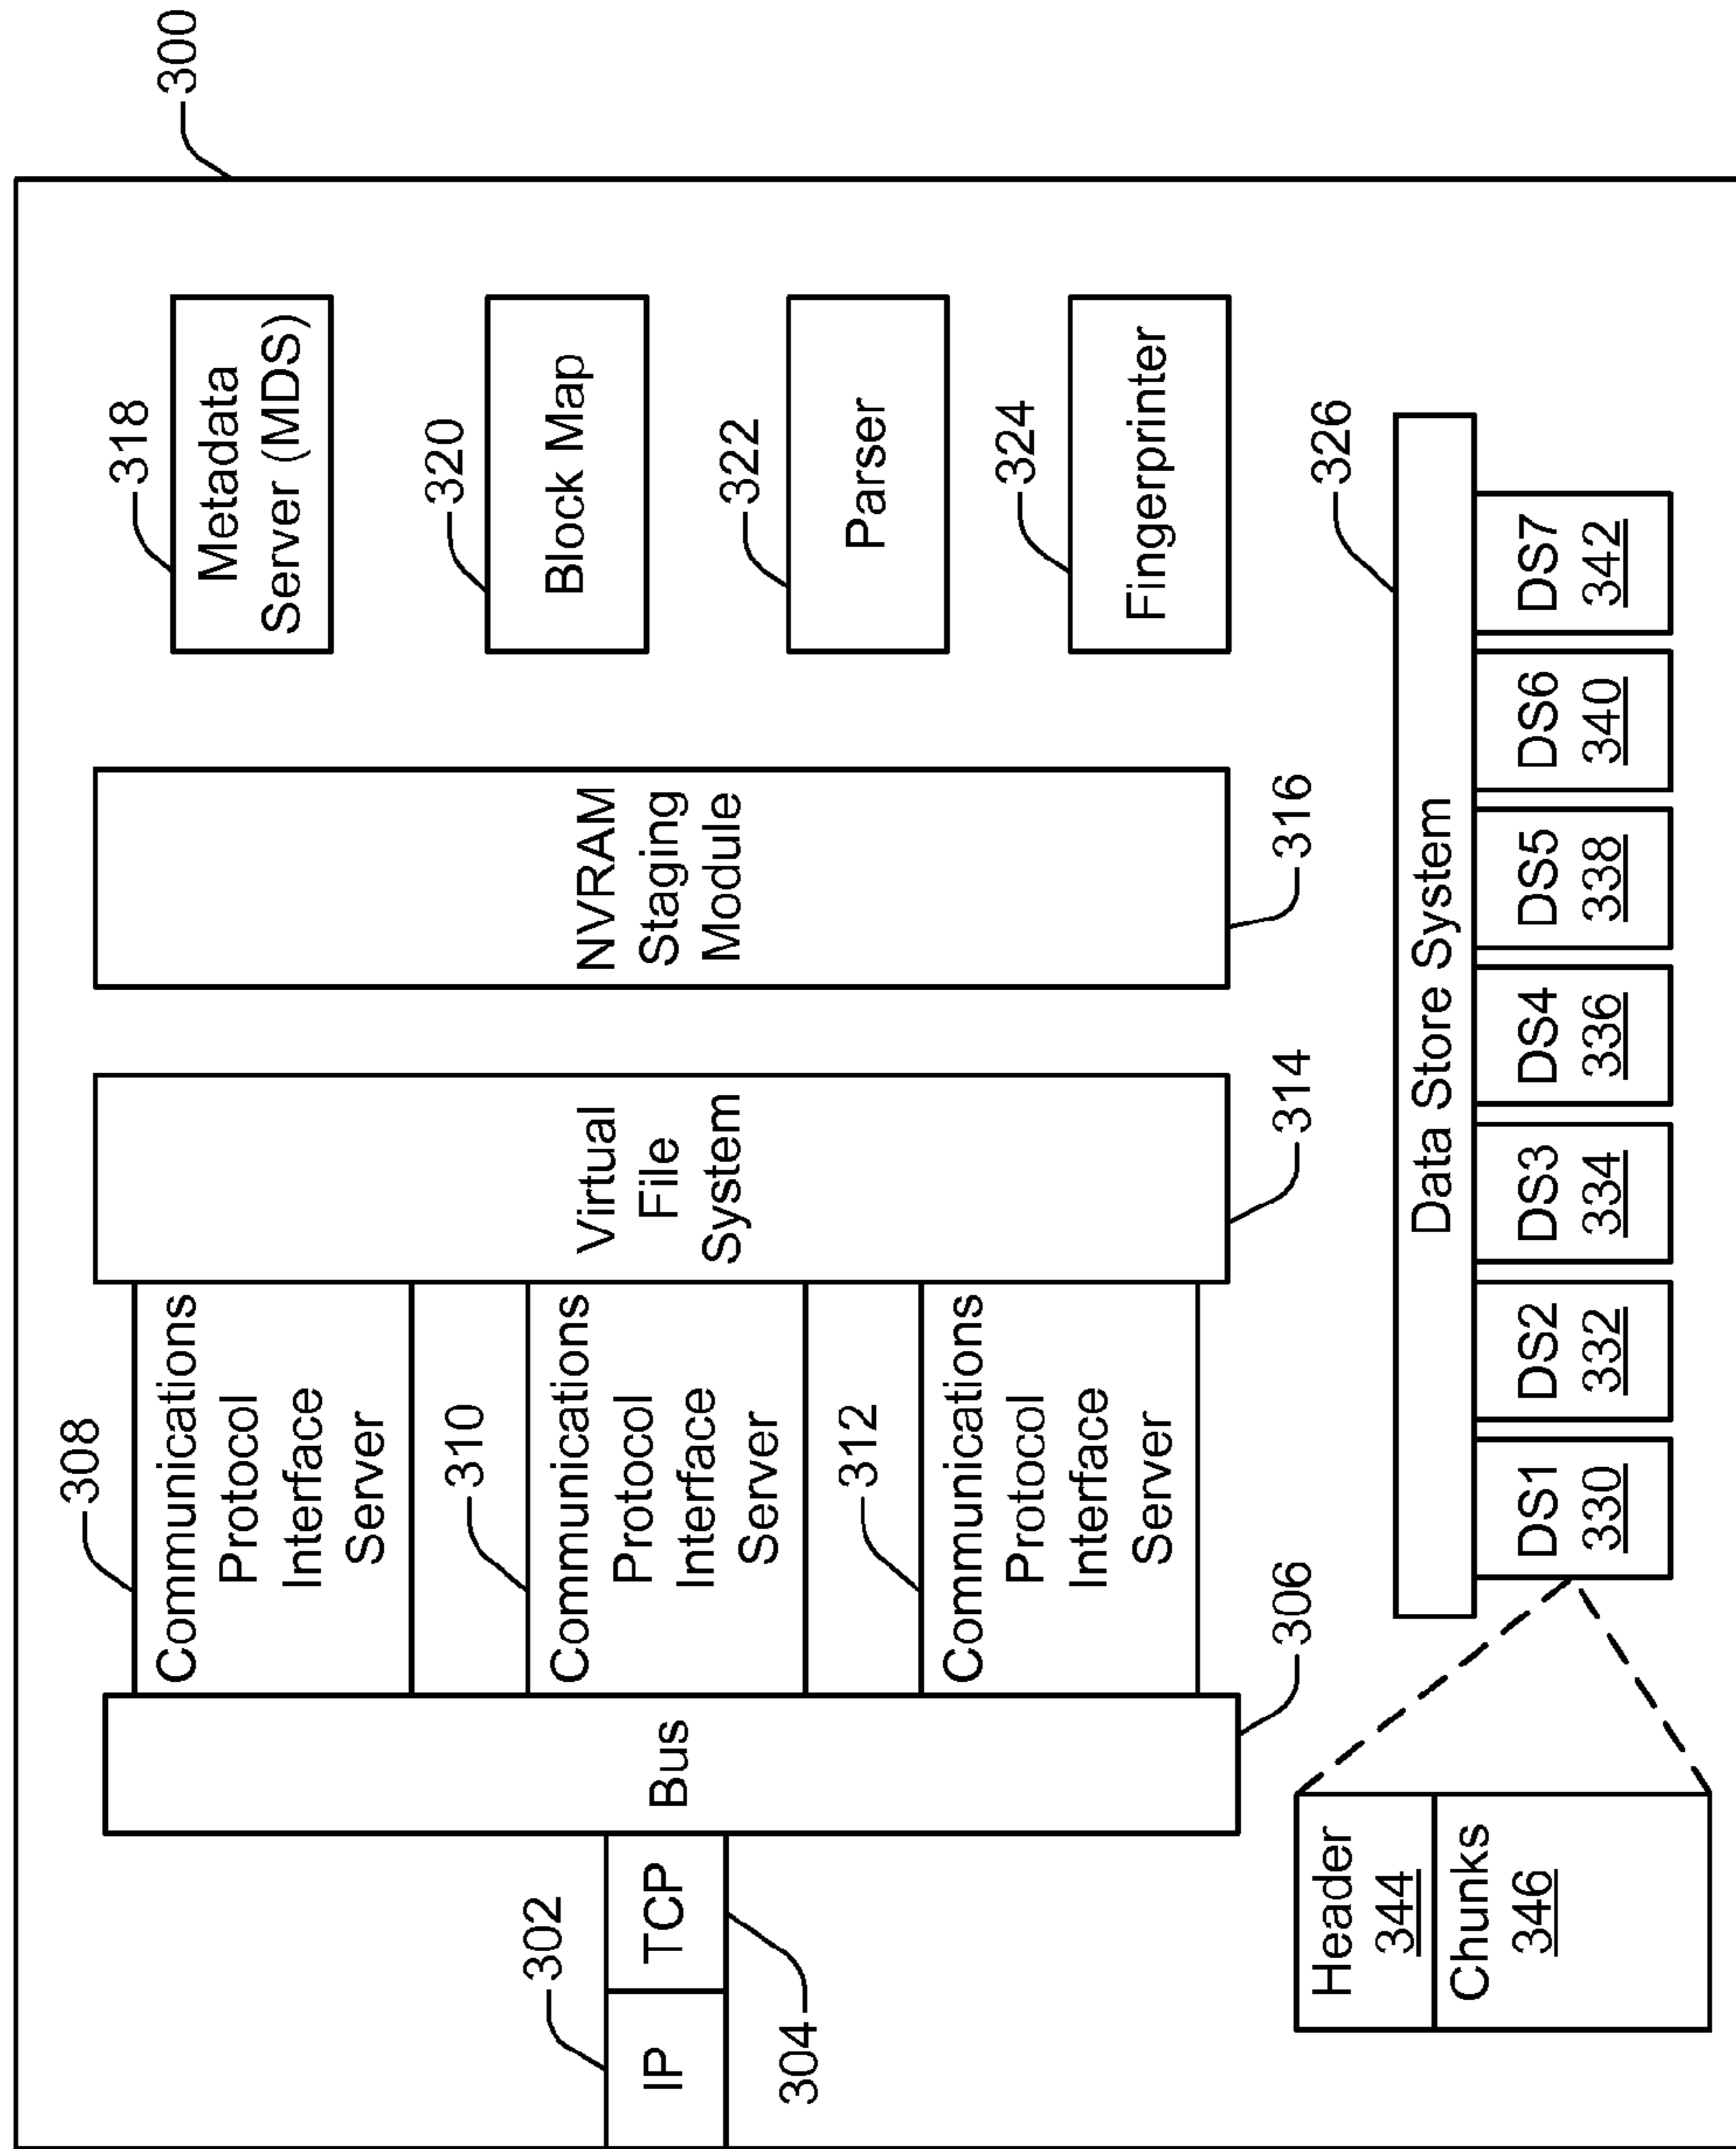 300
308
Communications
Protocol
Interface
Server
310
Communications
Protocol
Interface
Server
312
Communications
Protocol
Interface
Server
302
IP
TCP
304
Bus
306
Virtual
File
System
314
NVRAM
Staging
Module
316
318
Metadata
Server (MDS)
320
Block Map
322
Parser
324
Fingerprinter
326
Data Store System
DS1
330
DS2
332
DS3
334
DS4
336
DS5
338
DS6
340
DS7
342
Header
344
Chunks
346